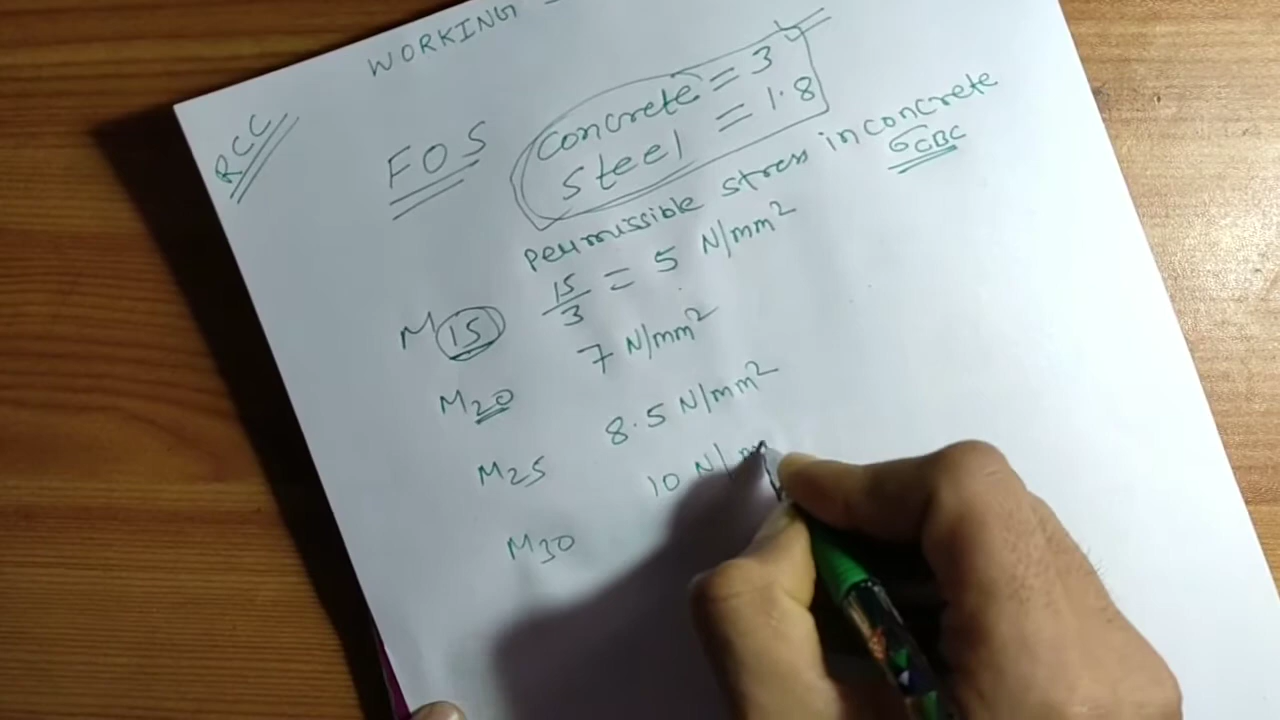 WORKING -
RCC
FOS
Concrete = 3
Steel = 1.8
Permissible stress in concrete
σCBC
M15 15/3 = 5 N/mm²
M20 7 N/mm²
M25 8.5 N/mm²
M30 10 N/mm